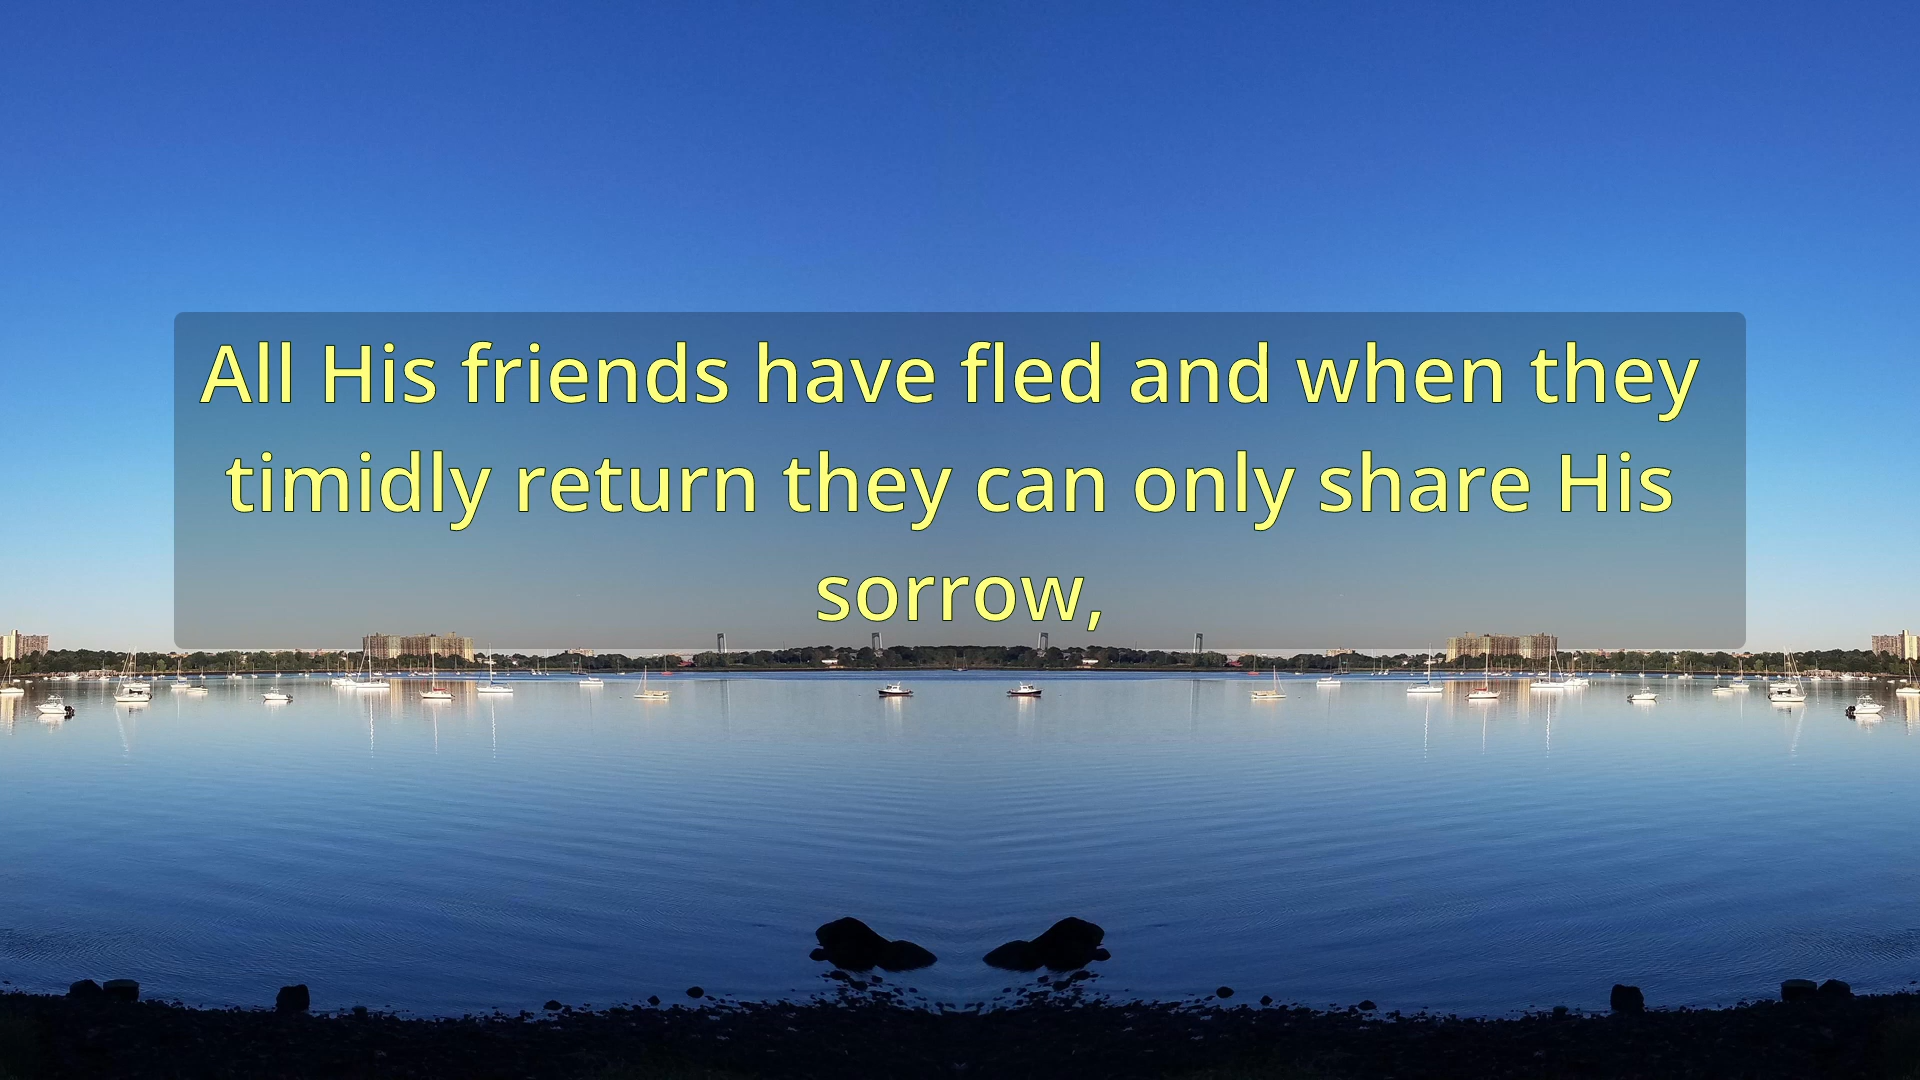 All His friends have fled and when they
timidly return they can only share His
sorrow,